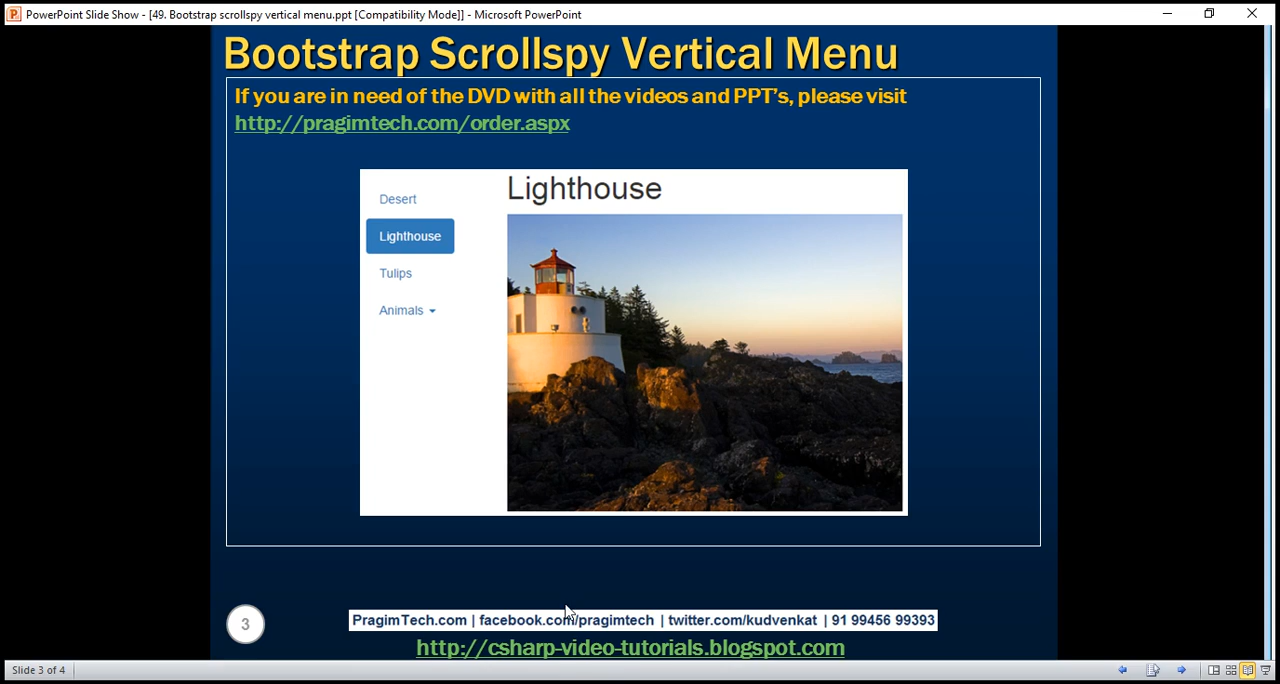 PowerPoint Slide Show - [49. Bootstrap scrollspy vertical menu.ppt [Compatibility Mode]] - Microsoft PowerPoint
Bootstrap Scrollspy Vertical Menu
If you are in need of the DVD with all the videos and PPT's, please visit
http://pragimtech.com/order.aspx
Desert
Lighthouse
Tulips
Animals
Lighthouse
3
PragimTech.com | facebook.com/pragimtech | twitter.com/kudvenkat | 91 99456 99393
http://csharp-video-tutorials.blogspot.com
Slide 3 of 4